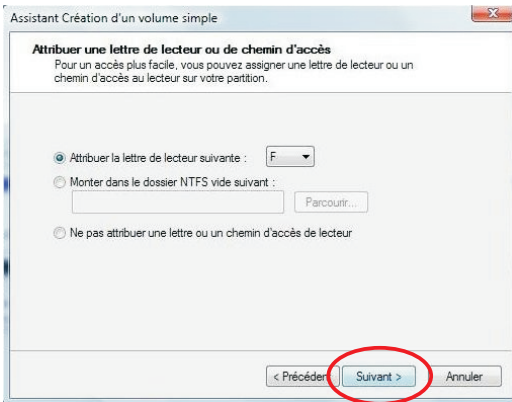 Assistant Création d'un volume simple
Attribuer une lettre de lecteur ou de chemin d'accès
Pour un accès plus facile, vous pouvez assigner une lettre de lecteur ou un
chemin d'accès au lecteur sur votre partition.
Attribuer la lettre de lecteur suivante : F
Monter dans le dossier NTFS vide suivant :
Parcourir...
Ne pas attribuer une lettre ou un chemin d'accès de lecteur
< Précéden Suivant > Annuler